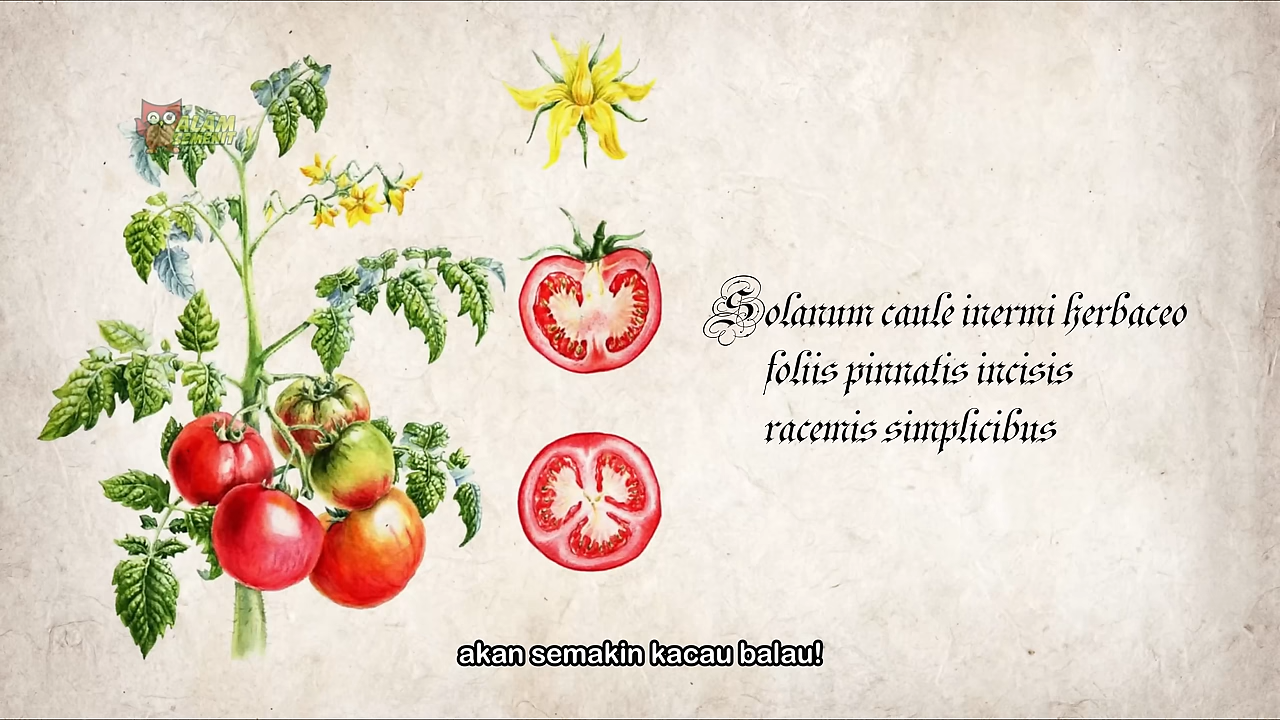 ALAM
SEMENIT
Solanum caule inermi herbaceo
foliis pinnatis incisis
racemis simplicibus
akan semakin kacau balau!